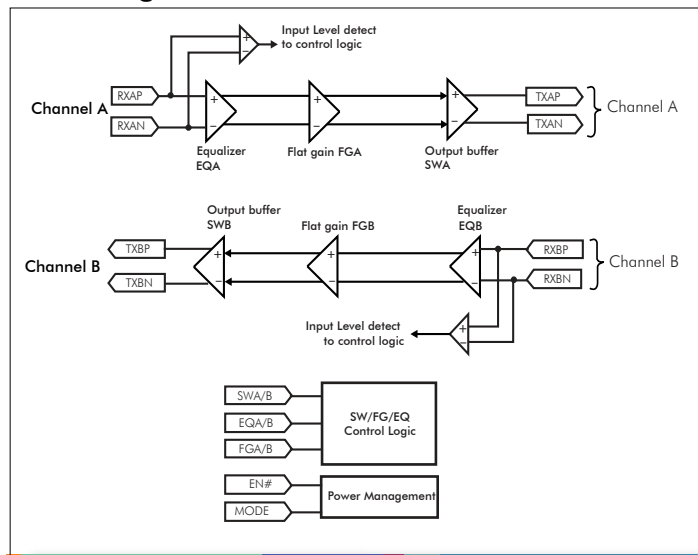 Input Level detect
to control logic
RXAP
TXAP
Channel A
Channel A
RXAN
TXAN
Equalizer
EQA
Flat gain FGA
Output buffer
SWA
Output buffer
SWB
Flat gain FGB
Equalizer
EQB
TXBP
RXBP
Channel B
Channel B
TXBN
RXBN
Input Level detect
to control logic
SWA/B
EQA/B
FGA/B
SW/FG/EQ
Control Logic
EN#
MODE
Power Management